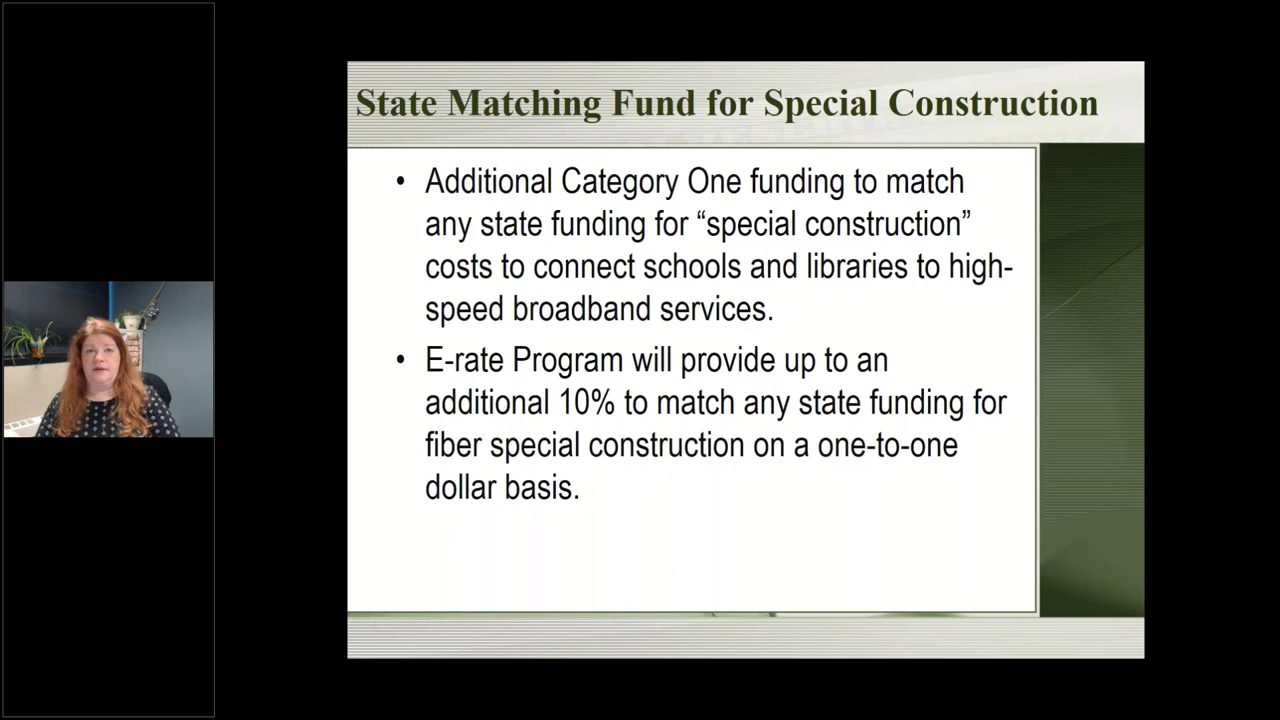 State Matching Fund for Special Construction
• Additional Category One funding to match
any state funding for “special construction”
costs to connect schools and libraries to high-
speed broadband services.
• E-rate Program will provide up to an
additional 10% to match any state funding for
fiber special construction on a one-to-one
dollar basis.